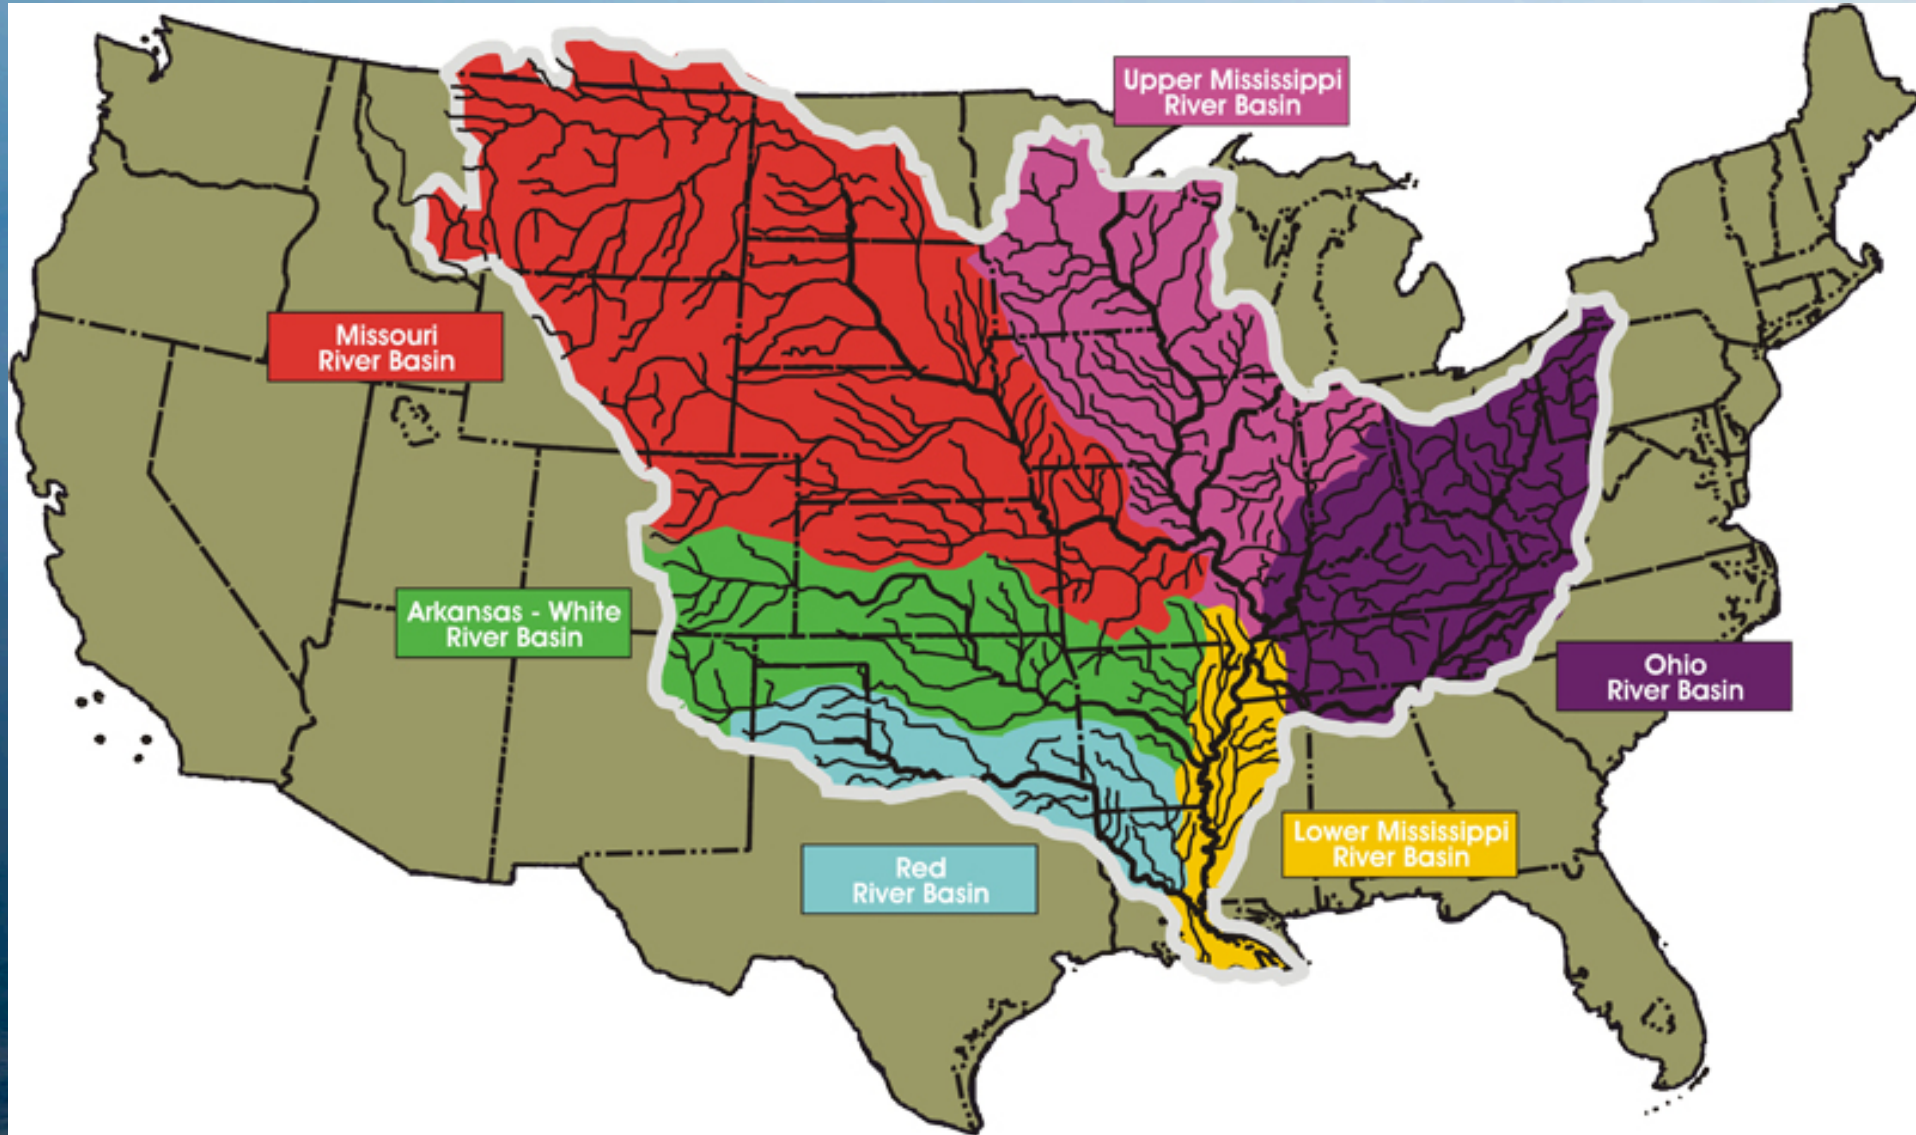 Upper Mississippi
River Basin
Missouri
River Basin
Arkansas - White
River Basin
Ohio
River Basin
Lower Mississippi
River Basin
Red
River Basin